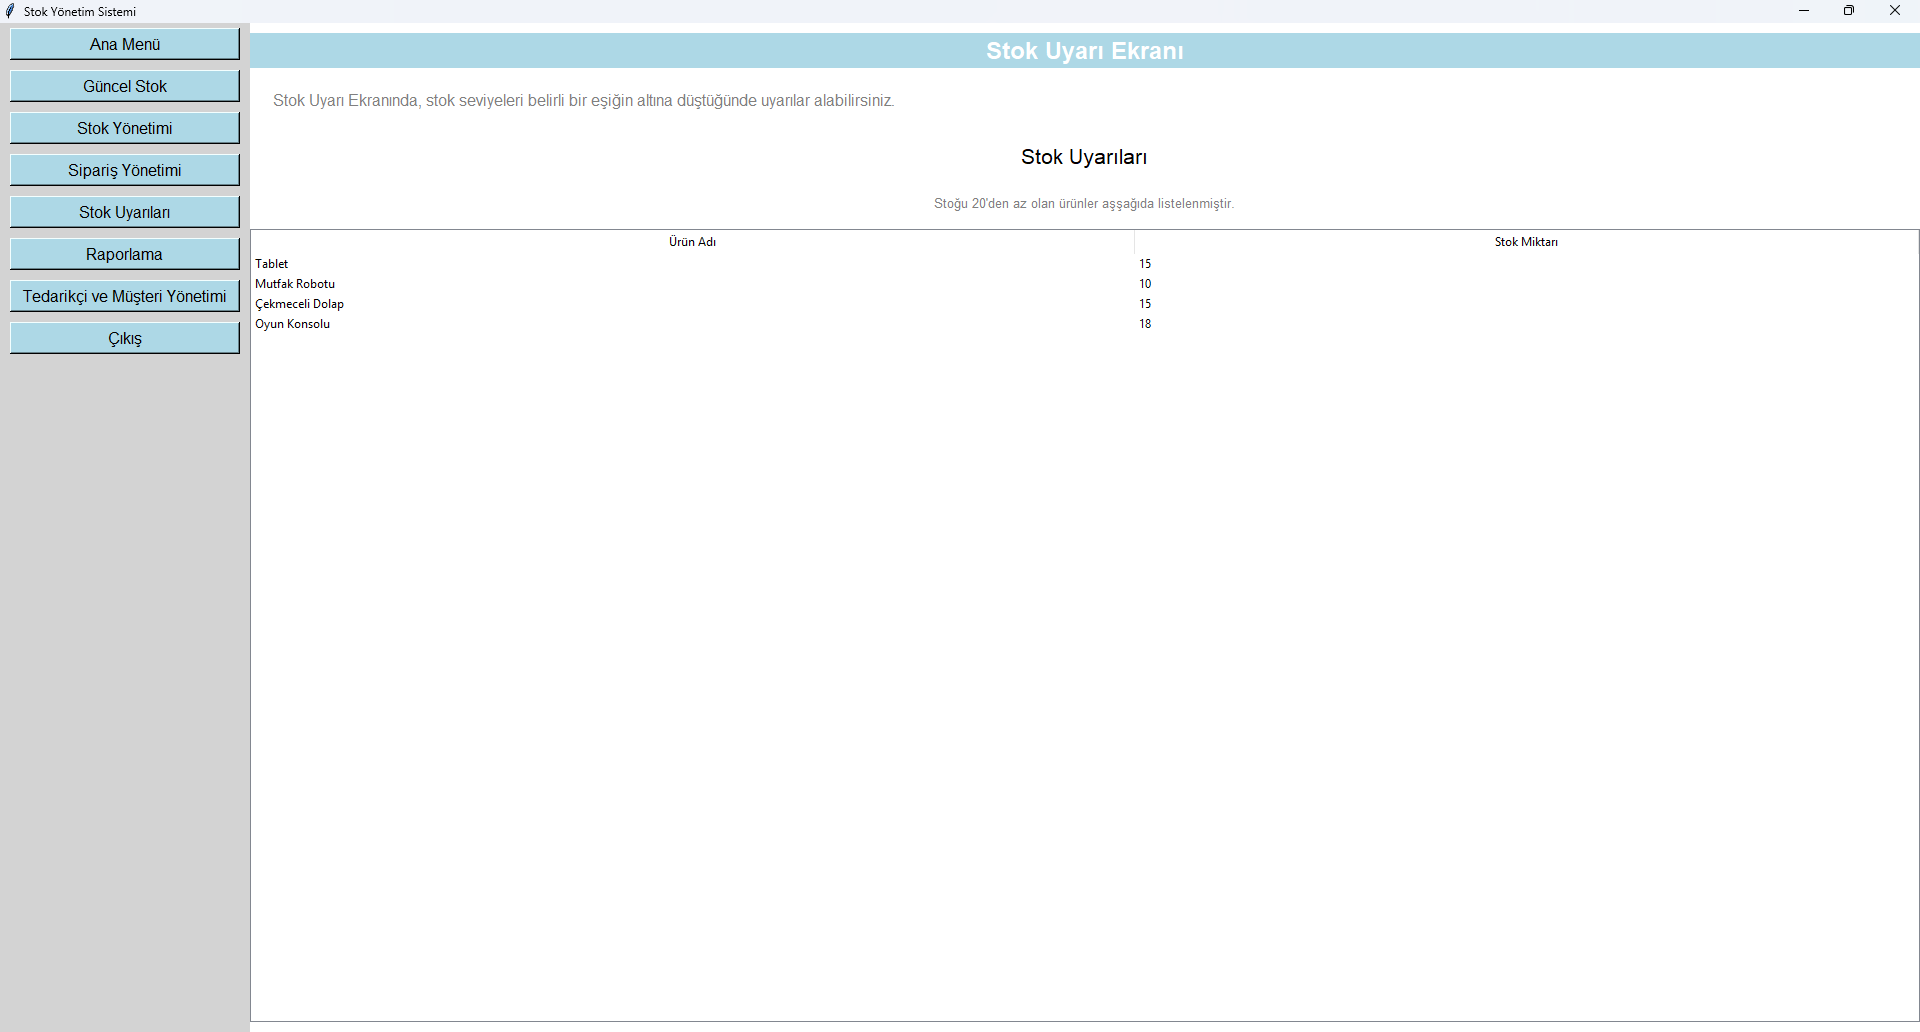 Stok Yönetim Sistemi
Ana Menü
Güncel Stok
Stok Yönetimi
Sipariş Yönetimi
Stok Uyarıları
Raporlama
Tedarikçi ve Müşteri Yönetimi
Çıkış
Stok Uyarı Ekranı
Stok Uyarı Ekranında, stok seviyeleri belirli bir eşiğin altına düştüğünde uyarılar alabilirsiniz.
Stok Uyarıları
Stoğu 20'den az olan ürünler aşşağıda listelenmiştir.
Ürün Adı Stok Miktarı
Tablet 15
Mutfak Robotu 10
Çekmeceli Dolap 15
Oyun Konsolu 18